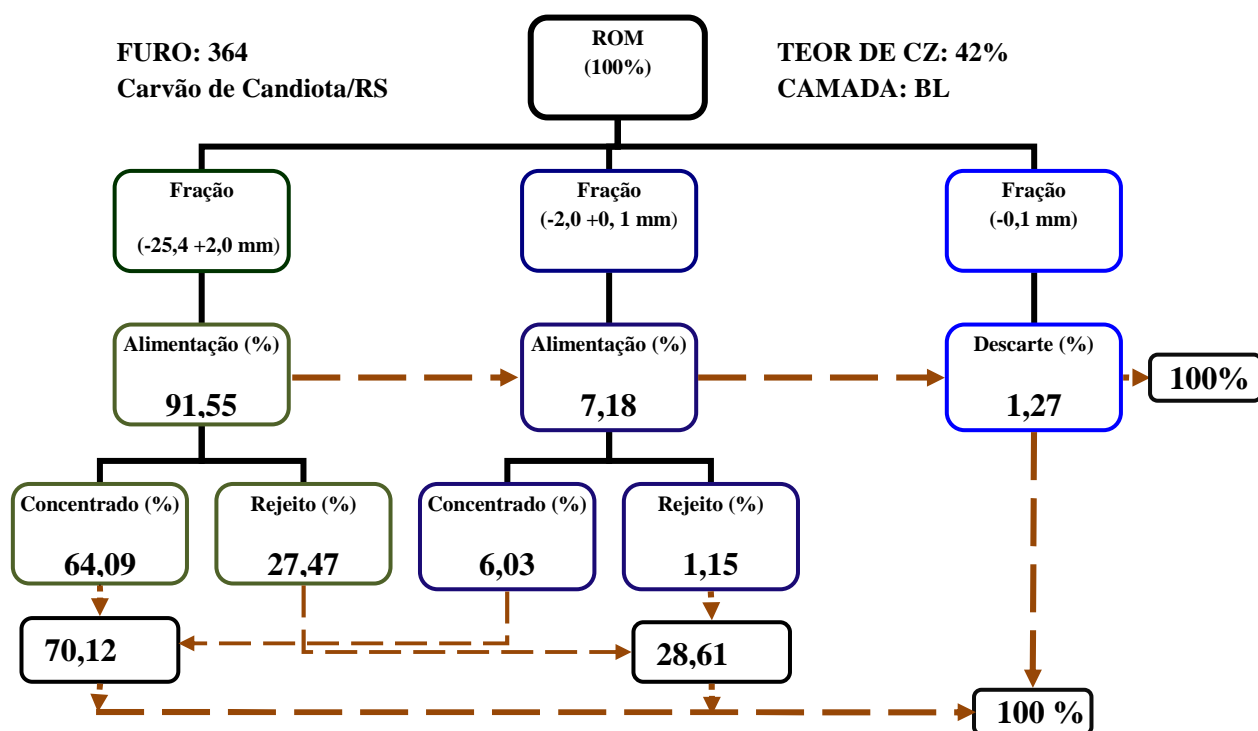 FURO: 364
Carvão de Candiota/RS
ROM
(100%)
TEOR DE CZ: 42%
CAMADA: BL
Fração
(-25,4 +2,0 mm)
Fração
(-2,0 +0, 1 mm)
Fração
(-0,1 mm)
Alimentação (%)
91,55
Alimentação (%)
7,18
Descarte (%)
1,27
100%
Concentrado (%)
64,09
Rejeito (%)
27,47
Concentrado (%)
6,03
Rejeito (%)
1,15
70,12
28,61
100 %